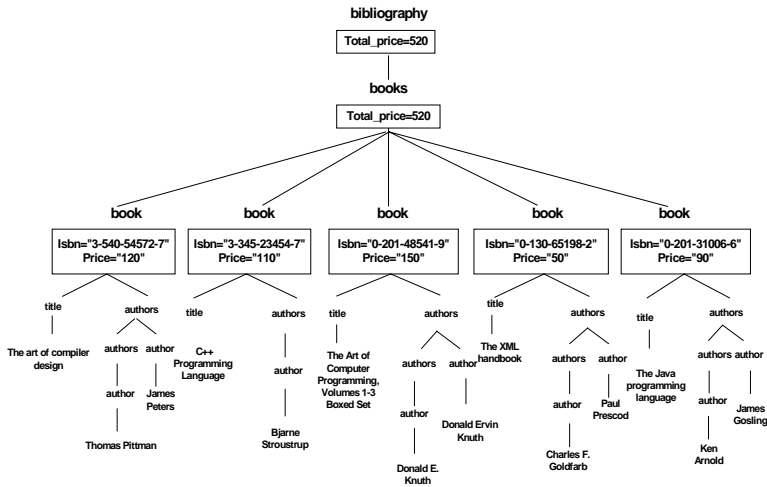 bibliography
Total_price=520
books
Total_price=520
book book book book book
Isbn="3-540-54572-7"
Price="120"
Isbn="3-345-23454-7"
Price="110"
Isbn="0-201-48541-9"
Price="150"
Isbn="0-130-65198-2"
Price="50"
Isbn="0-201-31006-6"
Price="90"
title
authors
The art of compiler
design
authors
author
author
James
Peters
Thomas Pittman
title
authors
C++
Programming
Language
author
Bjarne
Stroustrup
title
authors
The Art of
Computer
Programming,
Volumes 1-3
Boxed Set
authors
author
author
Donald Ervin
Knuth
Donald E.
Knuth
title
authors
The XML
handbook
authors
author
author
Paul
Prescod
Charles F.
Goldfarb
title
authors
The Java
programming
language
authors
author
author
James
Gosling
Ken
Arnold